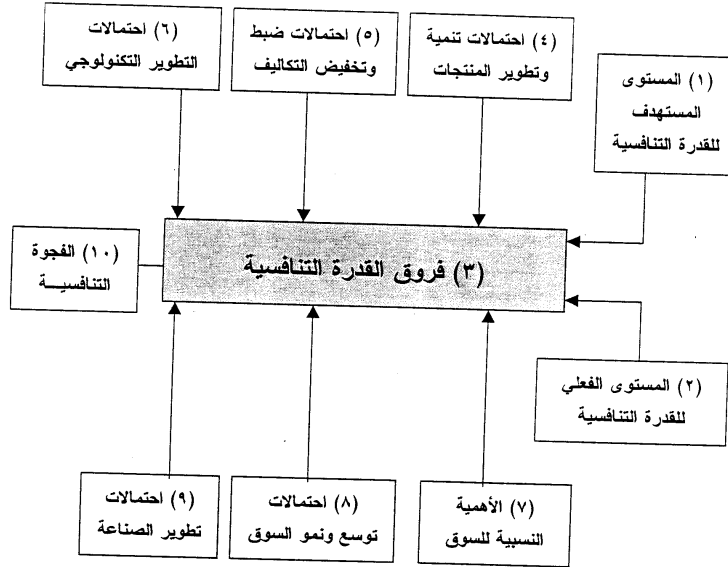 (١) المستوى
المستهدف
للقدرة التنافسية
(٢) المستوى الفعلي
للقدرة التنافسية
(٣) فروق القدرة التنافسية
(٤) احتمالات تنمية
وتطوير المنتجات
(٥) احتمالات ضبط
وتخفيض التكاليف
(٦) احتمالات
التطوير التكنولوجي
(٧) الأهمية
النسبية للسوق
(٨) احتمالات
توسع ونمو السوق
(٩) احتمالات
تطوير الصناعة
(١٠) الفجوة
التنافسيـــة